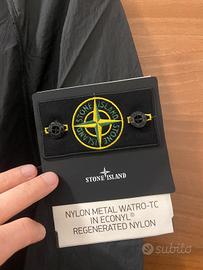 STONE ISLAND
STONE ISLAND
NYLON METAL WATRO-TC
IN ECONYL®
REGENERATED NYLON
subito